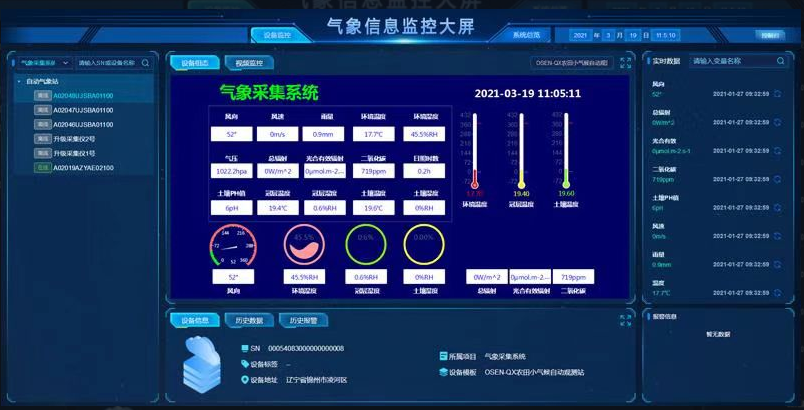 气象信息监控大屏
设备监控
系统总览
2021 年 3 月 19 日 11:5:10
气象采集系统
请输入SN或设备名称
自动气象站
离线 A02048UJSBA01100
离线 A02047UJSBA01100
离线 A02046UJSBA01100
离线 升级采集仪2号
离线 升级采集仪1号
在线 A02019AZYAE02100
设备组态
视频监控
OSEN-QX农田小气候自动观
气象采集系统
2021-03-19 11:05:11
风向 风速 雨量 环境温度 环境湿度
52° 0m/s 0.9mm 17.7℃ 45.5%RH
气压 总辐射 光合有效辐射 二氧化碳 日照时数
1022.2hpa 0W/m^2 0μmol.m-2... 719ppm 0.2h
土壤PH值 冠层温度 冠层湿度 土壤温度 土壤湿度
6pH 19.4℃ 0.6%RH 19.6℃ 0%RH
17.70 19.40 19.60
环境温度 冠层温度 土壤温度
45.5% 0.6% 0.00%
52° 45.5%RH 0.6%RH 0%RH 0W/m^2 0μmol.m-2... 719ppm
风向 环境湿度 冠层湿度 土壤湿度 总辐射 光合有效辐射 二氧化碳
设备信息
历史数据
历史报警
SN 00054083000000000008
设备标签 --
设备地址 辽宁省锦州市凌河区
所属项目 气象采集系统
设备模板 OSEN-QX农田小气候自动观测站
实时数据
请输入变量名称
风向
52° 2021-01-27 09:32:59
总辐射
0W/m^2 2021-01-27 09:32:59
光合有效
0μmol.m-2.s-1 2021-01-27 09:32:59
二氧化碳
719ppm 2021-01-27 09:32:59
土壤PH值
6pH 2021-01-27 09:32:59
风速
0m/s 2021-01-27 09:32:59
雨量
0.9mm 2021-01-27 09:32:59
温度
17.7℃ 2021-01-27 09:32:59
报警信息
暂无数据